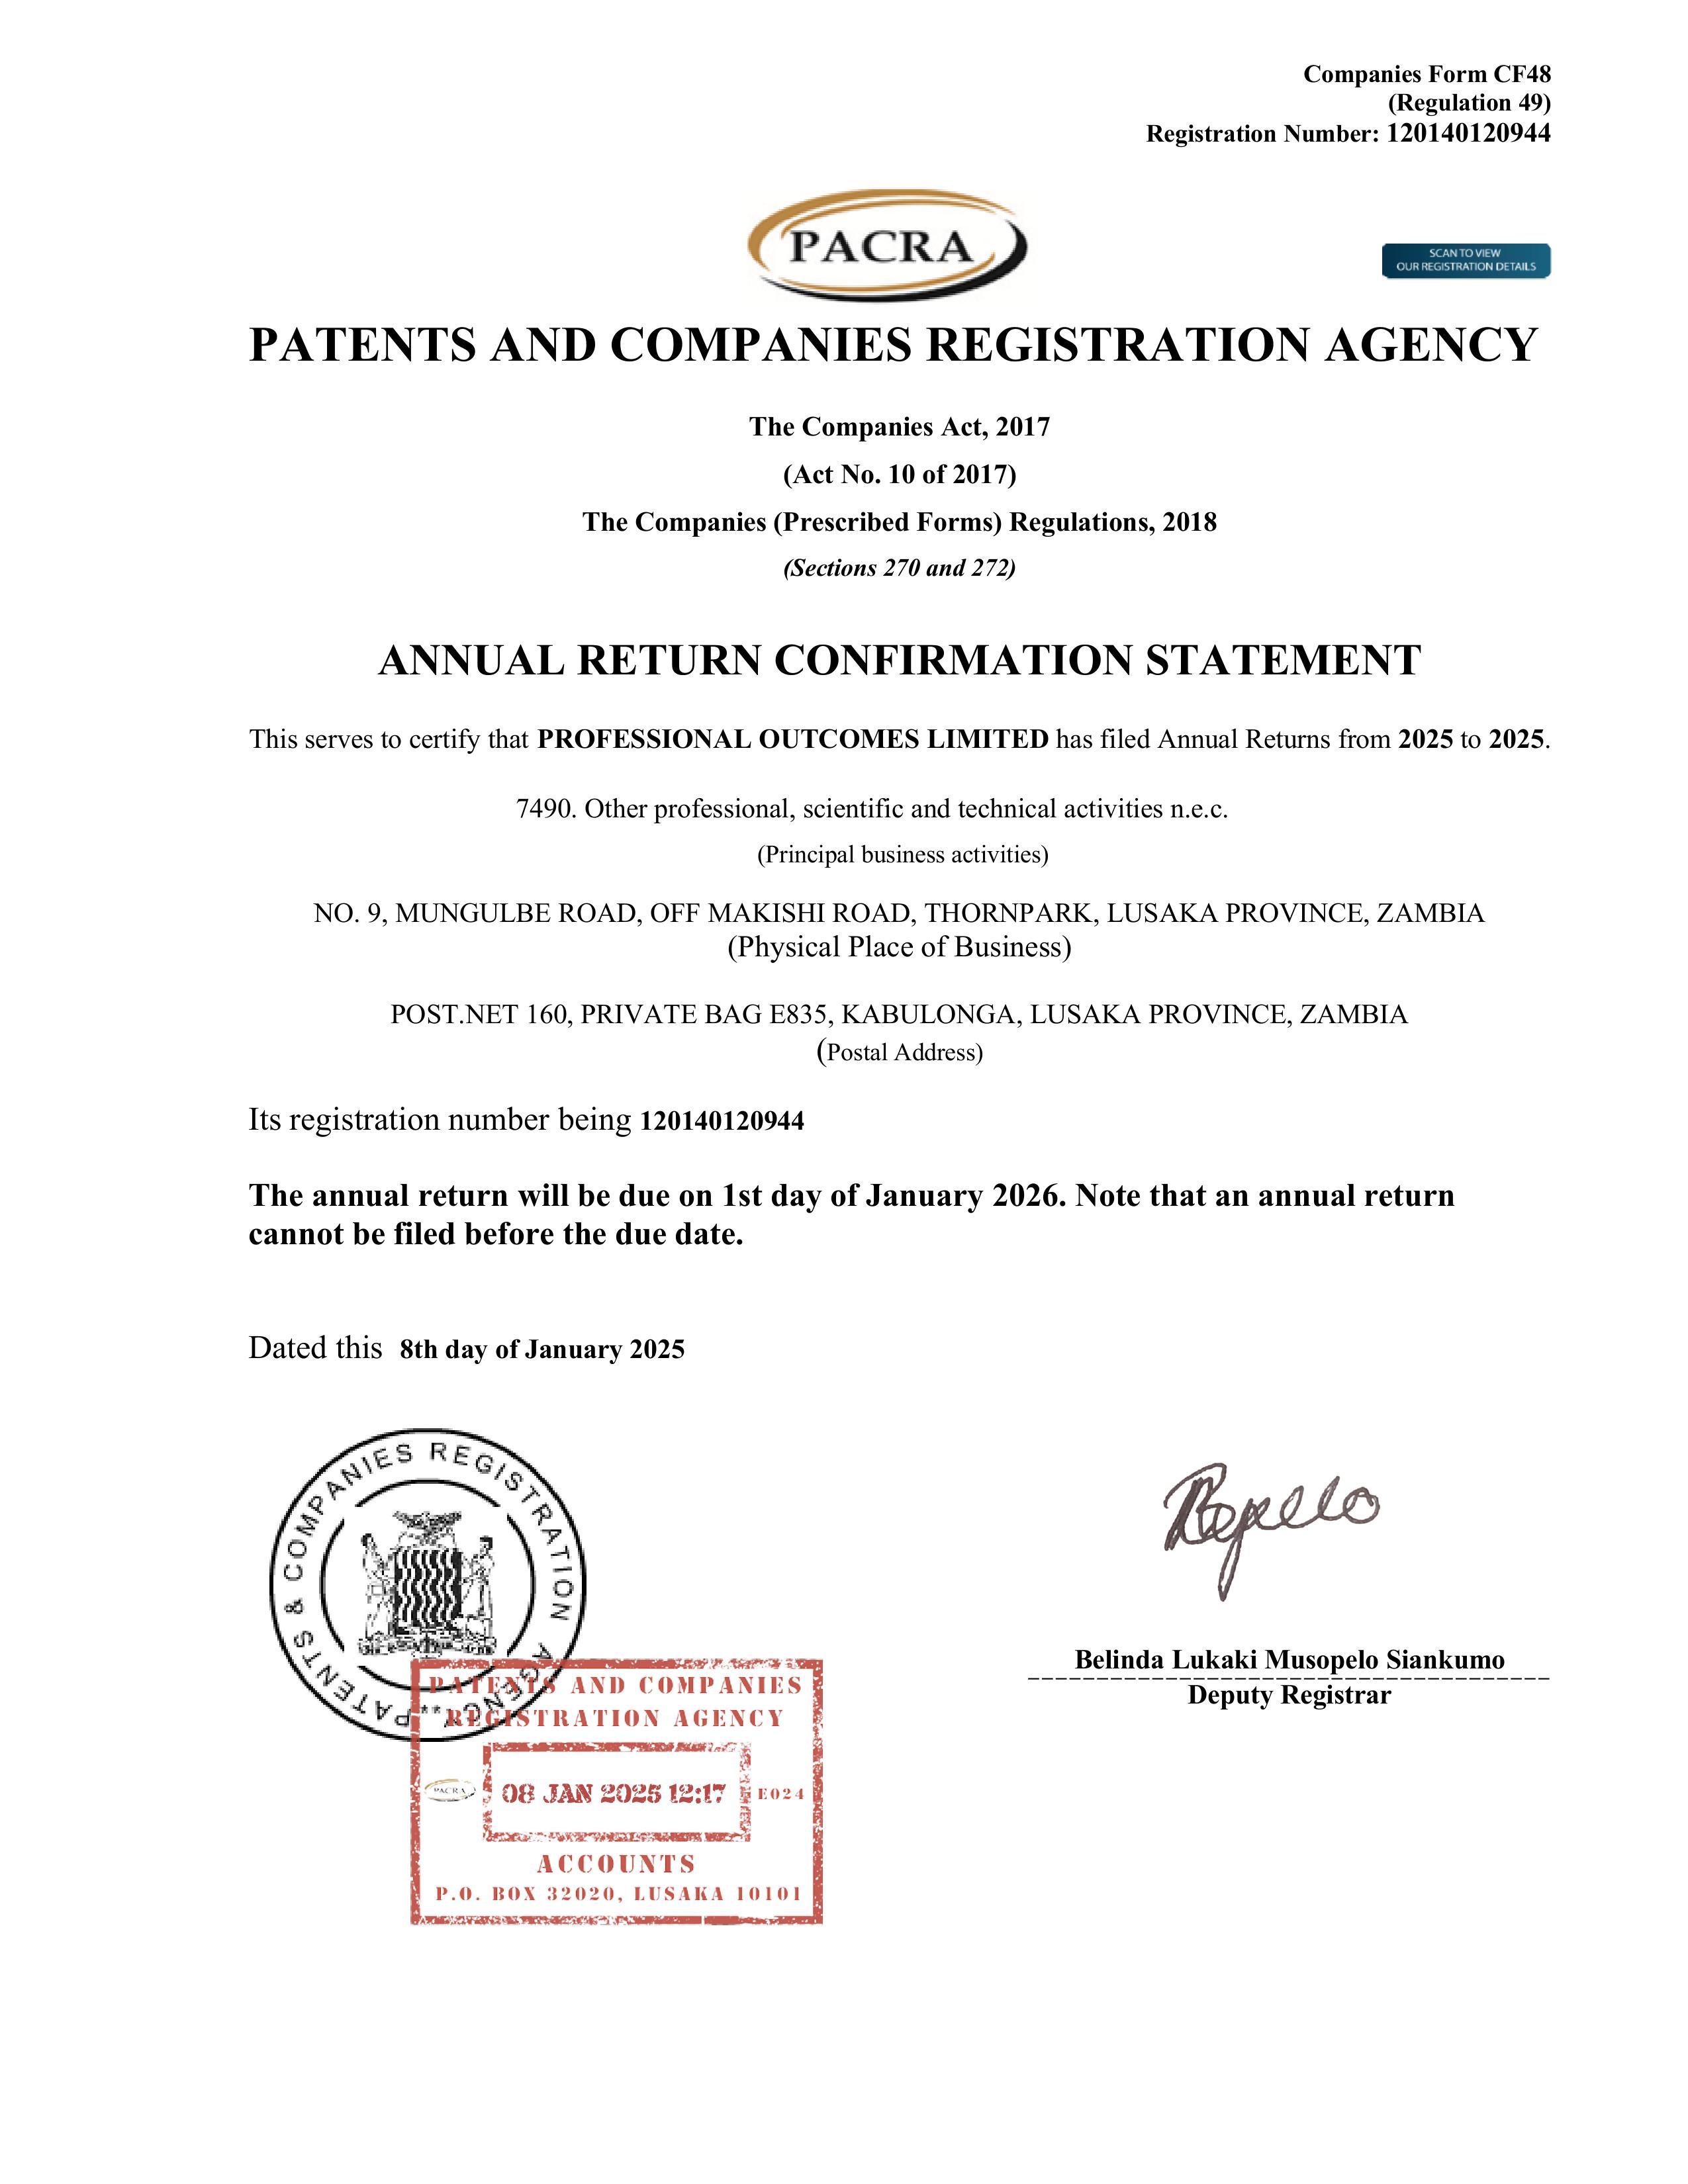 Companies Form CF48
(Regulation 49)
Registration Number: 120140120944
PACRA
SCAN TO VIEW
OUR REGISTRATION DETAILS
PATENTS AND COMPANIES REGISTRATION AGENCY
The Companies Act, 2017
(Act No. 10 of 2017)
The Companies (Prescribed Forms) Regulations, 2018
(Sections 270 and 272)
ANNUAL RETURN CONFIRMATION STATEMENT
This serves to certify that PROFESSIONAL OUTCOMES LIMITED has filed Annual Returns from 2025 to 2025.
7490. Other professional, scientific and technical activities n.e.c.
(Principal business activities)
NO. 9, MUNGULBE ROAD, OFF MAKISHI ROAD, THORNPARK, LUSAKA PROVINCE, ZAMBIA
(Physical Place of Business)
POST.NET 160, PRIVATE BAG E835, KABULONGA, LUSAKA PROVINCE, ZAMBIA
(Postal Address)
Its registration number being 120140120944
The annual return will be due on 1st day of January 2026. Note that an annual return
cannot be filed before the due date.
Dated this 8th day of January 2025
PATENTS & COMPANIES REGISTRATION AGENCY **
Belinda Lukaki Musopelo Siankumo
Deputy Registrar
PATENTS AND COMPANIES
REGISTRATION AGENCY
PACRA
08 JAN 2025 12:17
E024
ACCOUNTS
P.O. BOX 32020, LUSAKA 10101